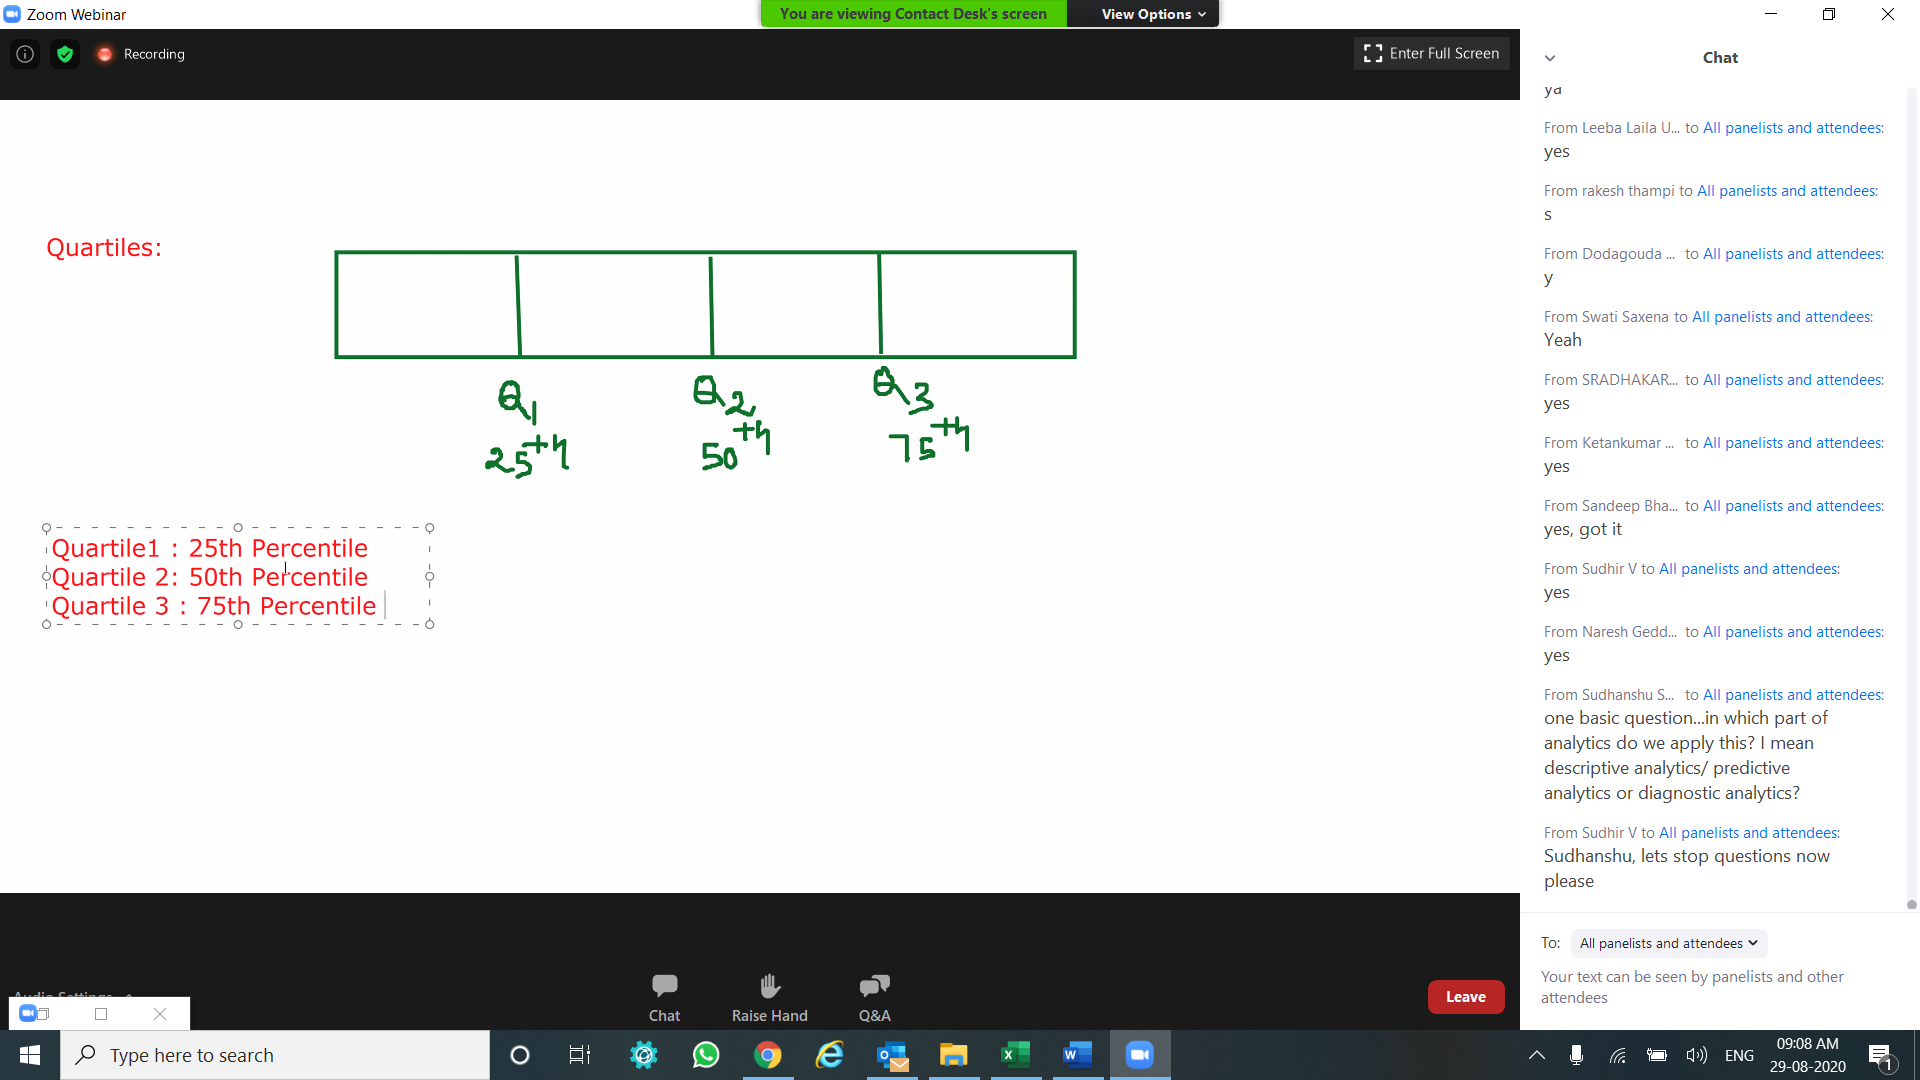 Zoom Webinar
You are viewing Contact Desk's screen
View Options
Recording
Enter Full Screen
Quartiles:
Q1
Q2
Q3
25th
50th
75th
Quartile1 : 25th Percentile
Quartile 2: 50th Percentile
Quartile 3 : 75th Percentile
Chat
ya
From Leeba Laila U... to All panelists and attendees:
yes
From rakesh thampi to All panelists and attendees:
s
From Dodagouda ... to All panelists and attendees:
y
From Swati Saxena to All panelists and attendees:
Yeah
From SRADHAKAR... to All panelists and attendees:
yes
From Ketankumar ... to All panelists and attendees:
yes
From Sandeep Bha... to All panelists and attendees:
yes, got it
From Sudhir V to All panelists and attendees:
yes
From Naresh Gedd... to All panelists and attendees:
yes
From Sudhanshu S... to All panelists and attendees:
one basic question...in which part of
analytics do we apply this? I mean
descriptive analytics/ predictive
analytics or diagnostic analytics?
From Sudhir V to All panelists and attendees:
Sudhanshu, lets stop questions now
please
To: All panelists and attendees
Your text can be seen by panelists and other
attendees
Audio Settings
Chat
Raise Hand
Q&A
Leave
Type here to search
ENG
09:08 AM
29-08-2020
1